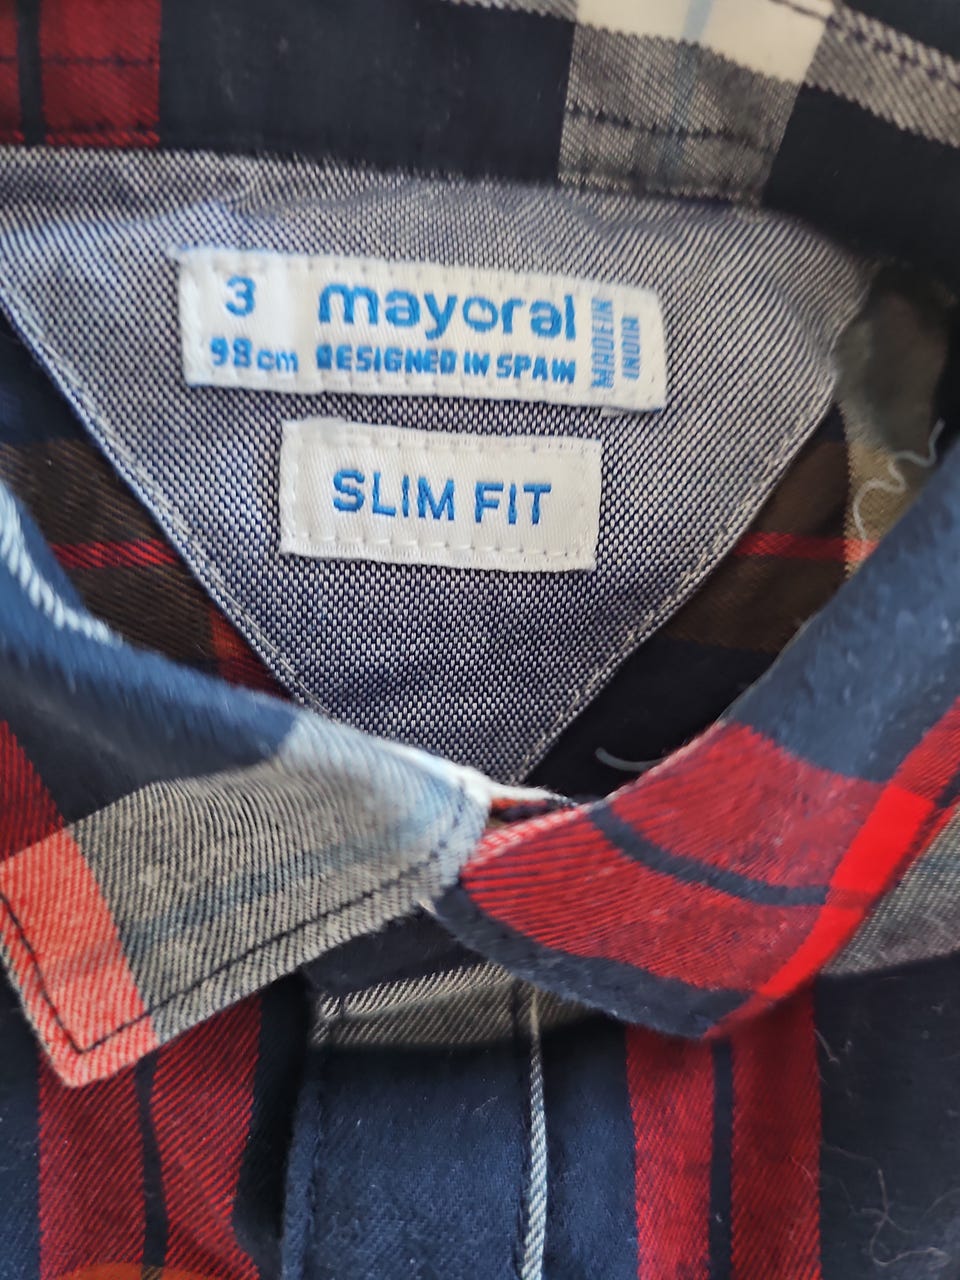 3 mayoral
98cm DESIGNED IN SPAIN
MADE IN
INDIA
SLIM FIT